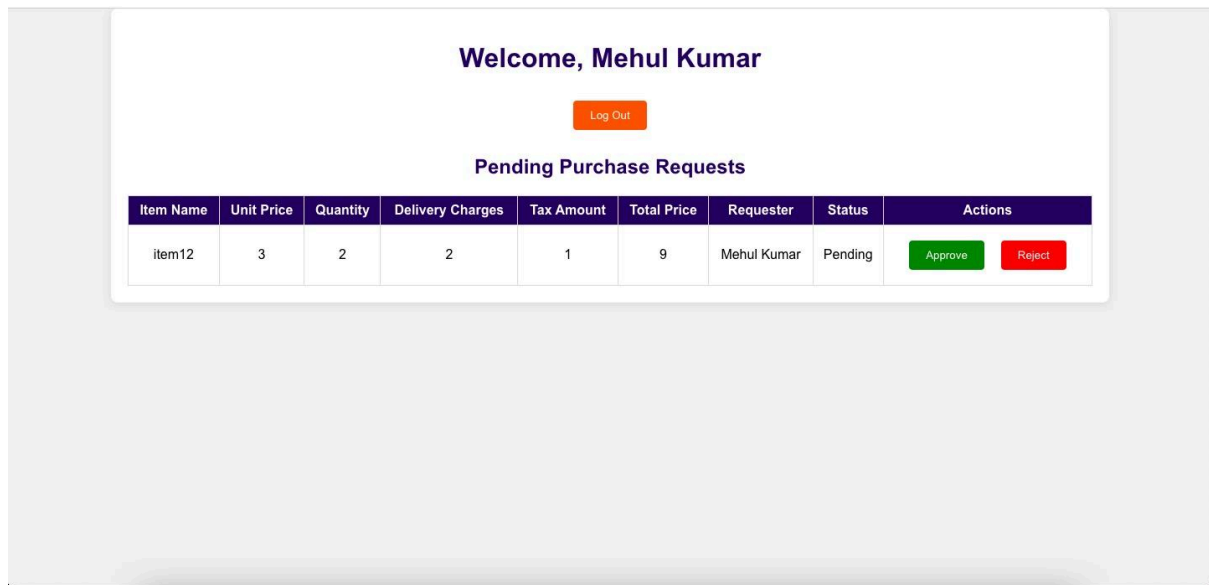 Welcome, Mehul Kumar
Log Out
Pending Purchase Requests
Item Name Unit Price Quantity Delivery Charges Tax Amount Total Price Requester Status Actions
item12 3 2 2 1 9 Mehul Kumar Pending Approve Reject